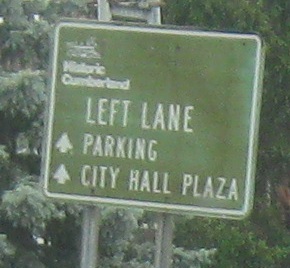 Historic
Cumberland
LEFT LANE
PARKING
CITY HALL PLAZA